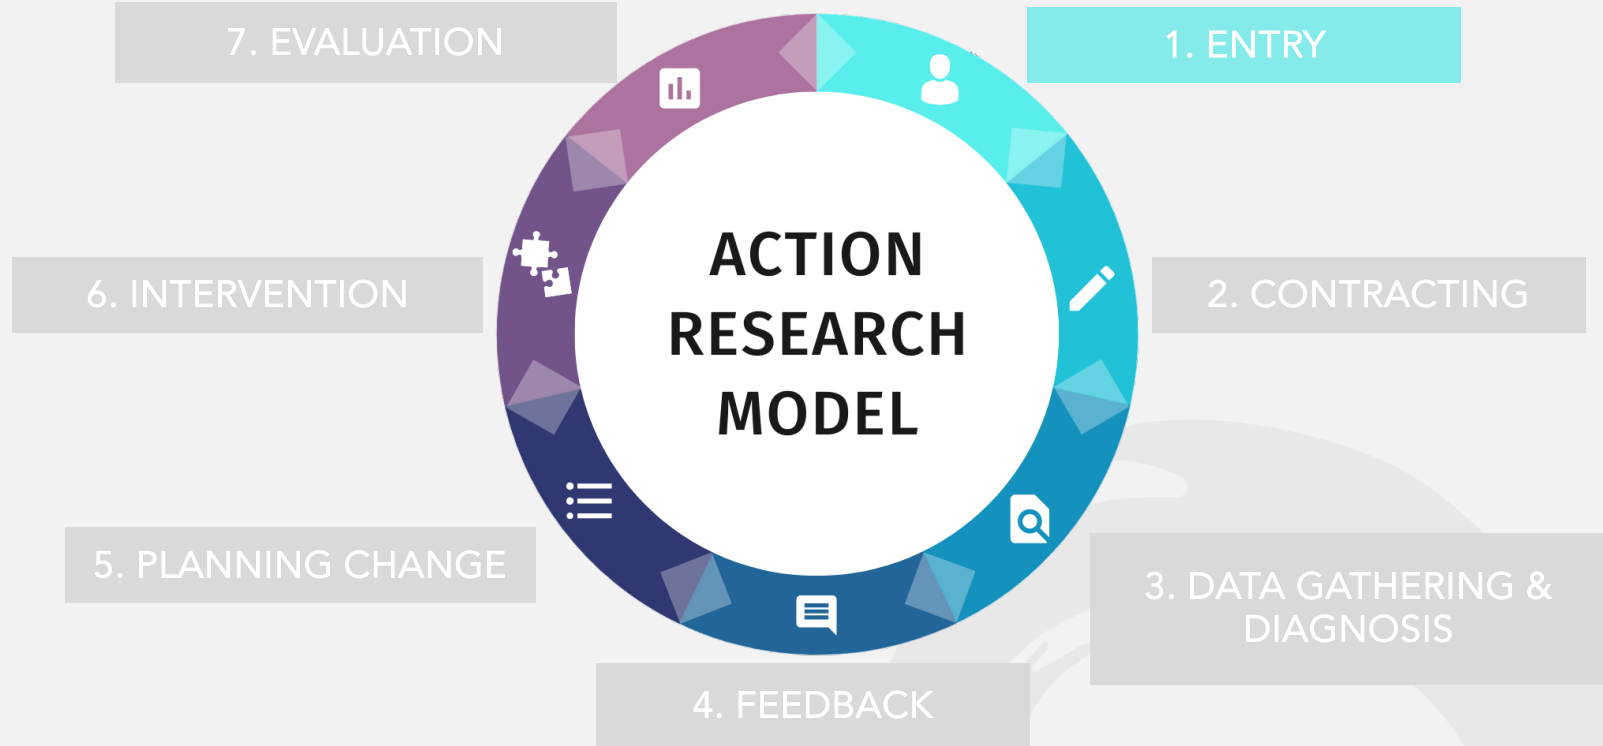 7. EVALUATION
1. ENTRY
ACTION
RESEARCH
MODEL
6. INTERVENTION
2. CONTRACTING
5. PLANNING CHANGE
3. DATA GATHERING &
DIAGNOSIS
4. FEEDBACK